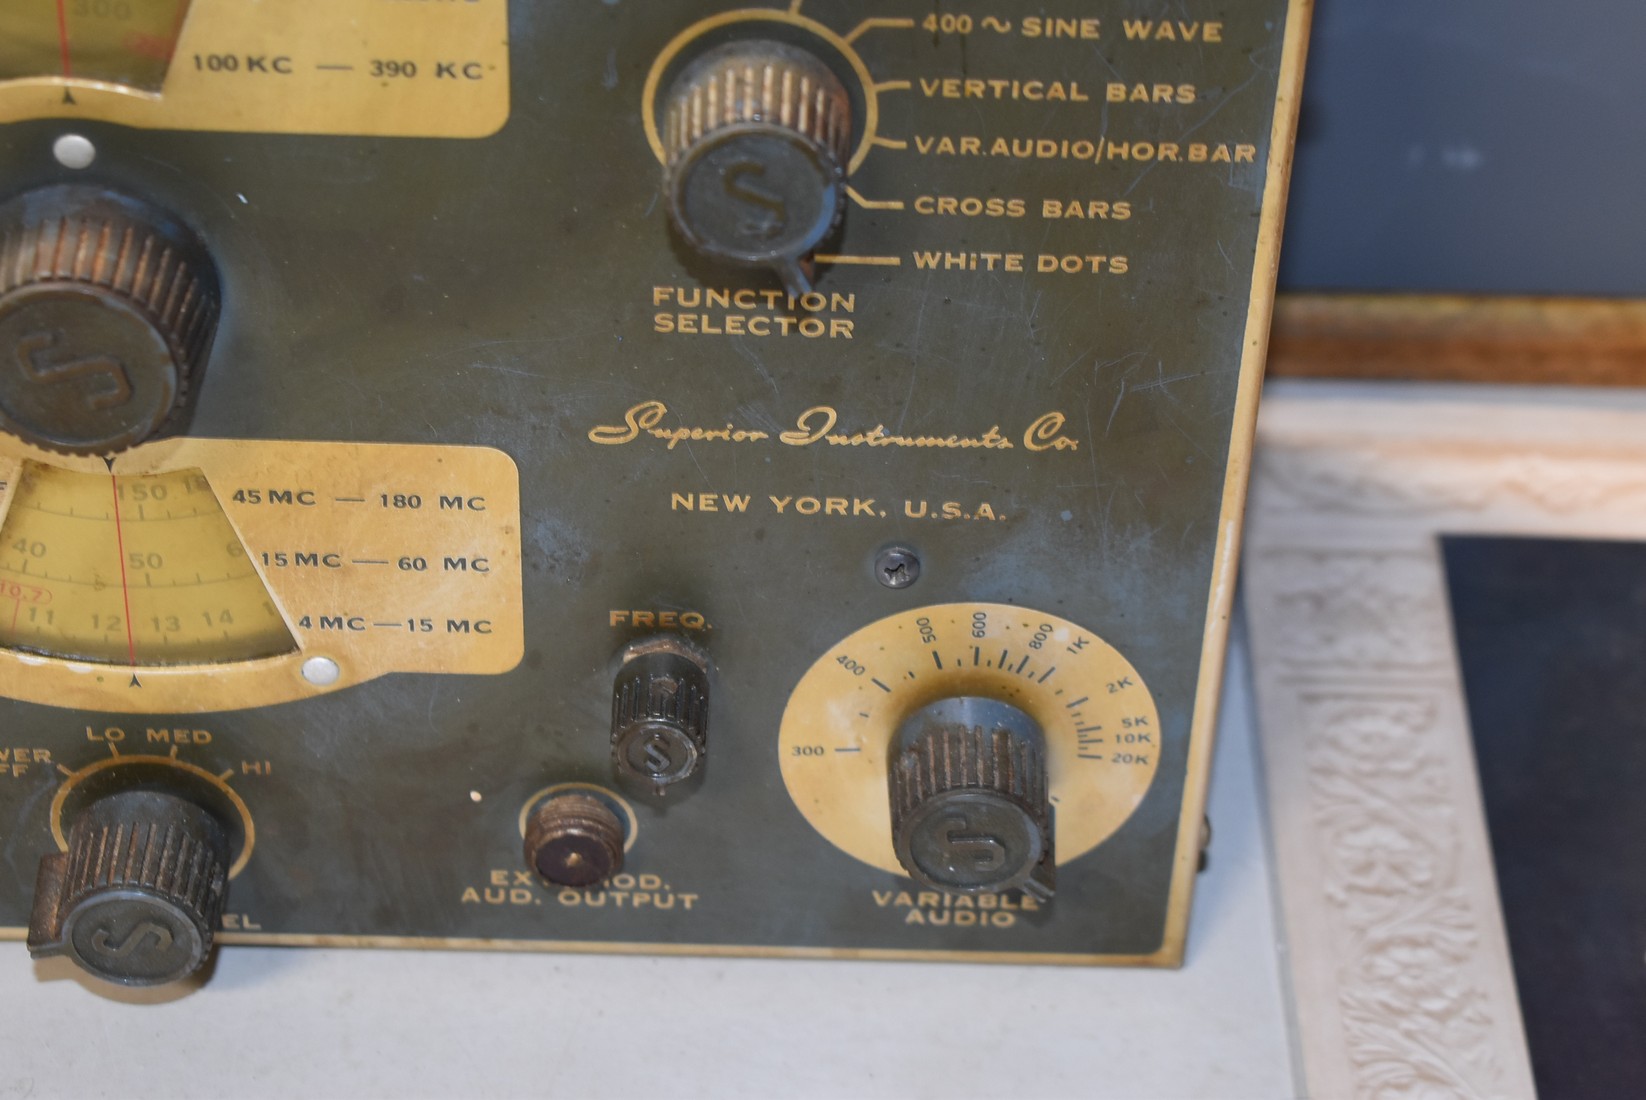 300
100 KC — 390 KC
400 ∿ SINE WAVE
VERTICAL BARS
VAR. AUDIO/HOR. BAR
CROSS BARS
WHITE DOTS
FUNCTION
SELECTOR
S
S
Superior Instruments Co.
NEW YORK, U.S.A.
150
45 MC — 180 MC
40 50
15 MC — 60 MC
10.7
11 12 13 14
4 MC — 15 MC
FREQ.
S
300 400 500 600 800 1K 2K 5K 10K 20K
S
VARIABLE
AUDIO
LO MED
HI
S
AUD. OUTPUT